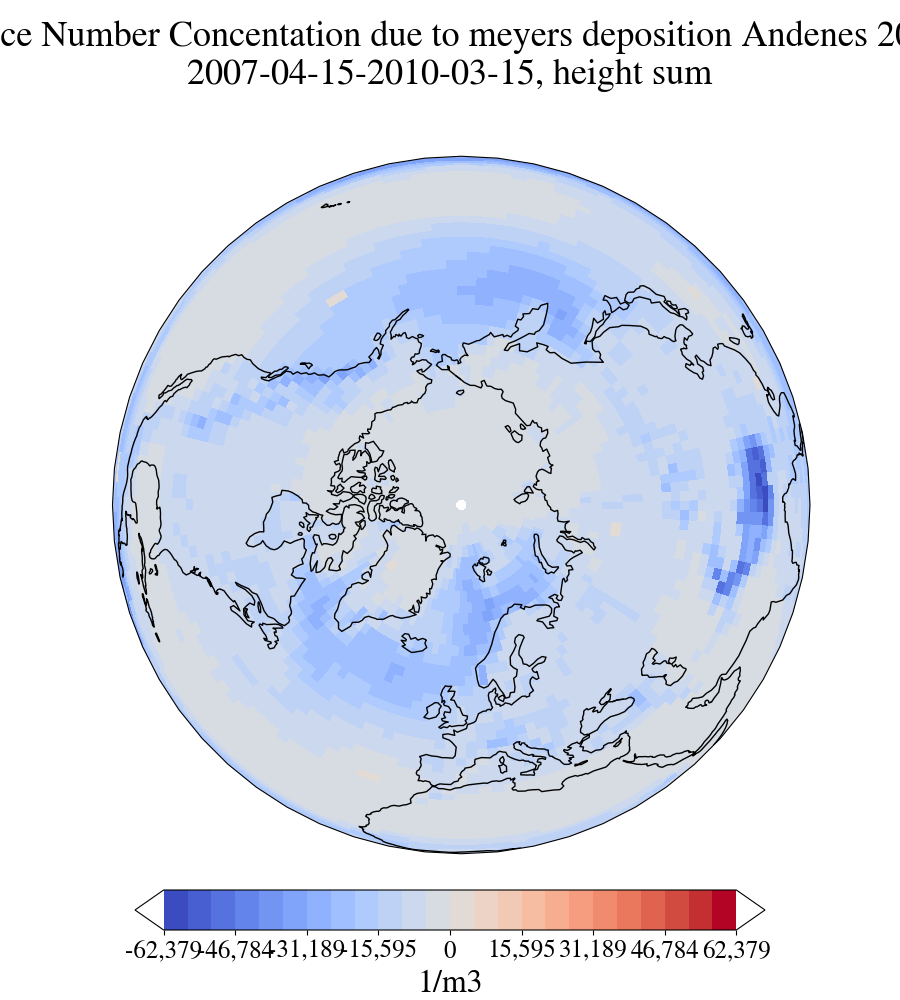 ce Number Concentation due to meyers deposition Andenes 20
2007-04-15-2010-03-15, height sum
-62,379 -46,784 -31,189 -15,595 0 15,595 31,189 46,784 62,379
1/m3